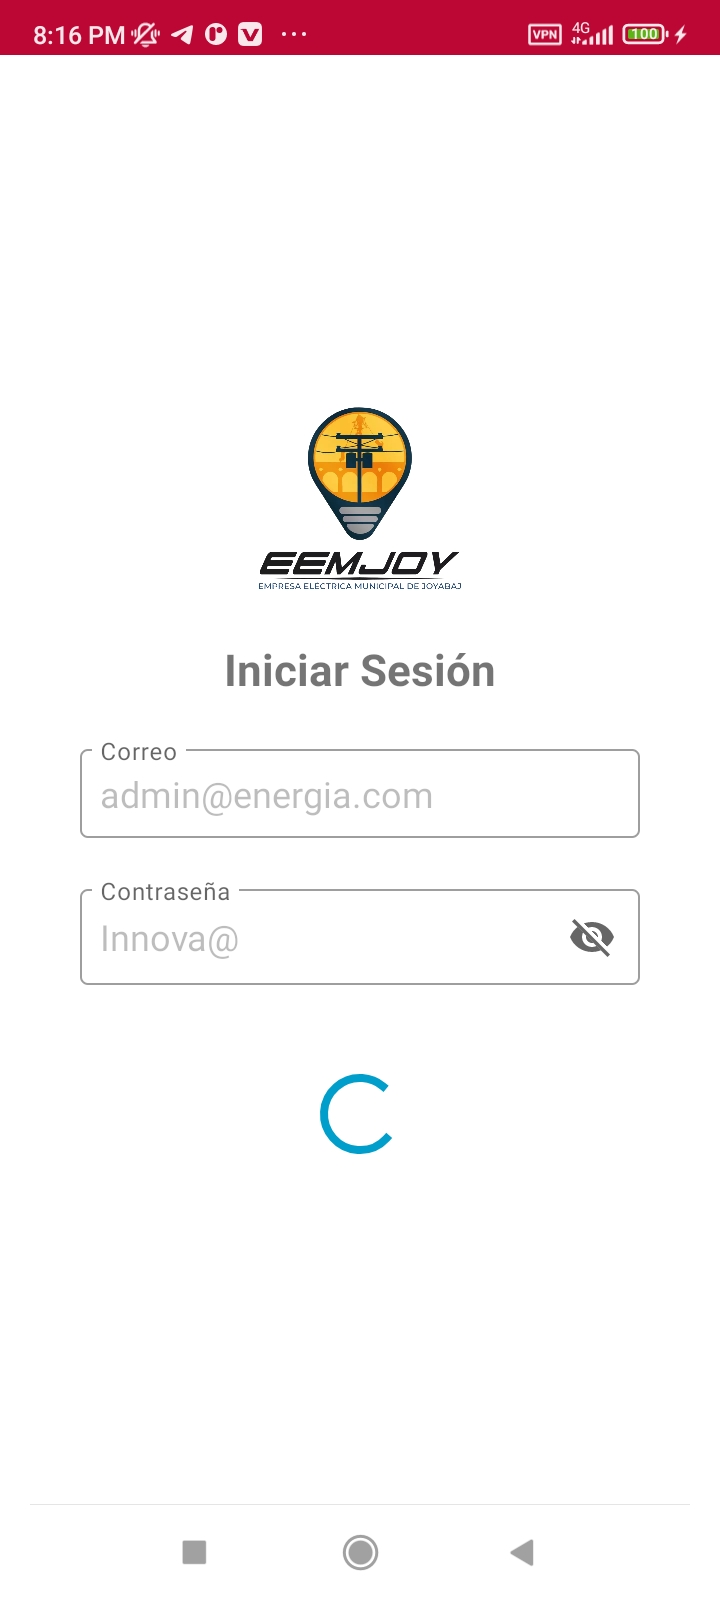 8:16 PM
VPN 4G 100
EEMJOY
EMPRESA ELÉCTRICA MUNICIPAL DE JOYABAJ
Iniciar Sesión
Correo
admin@energia.com
Contraseña
Innova@